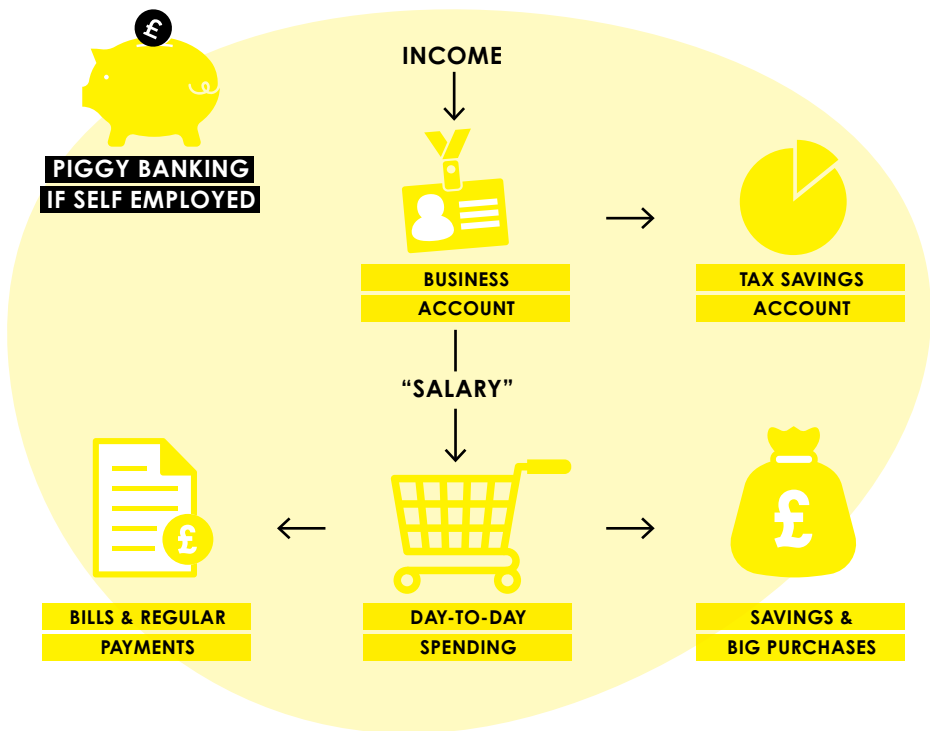 £
PIGGY BANKING
IF SELF EMPLOYED
INCOME
BUSINESS
ACCOUNT
TAX SAVINGS
ACCOUNT
“SALARY”
£
BILLS & REGULAR
PAYMENTS
DAY-TO-DAY
SPENDING
£
SAVINGS &
BIG PURCHASES